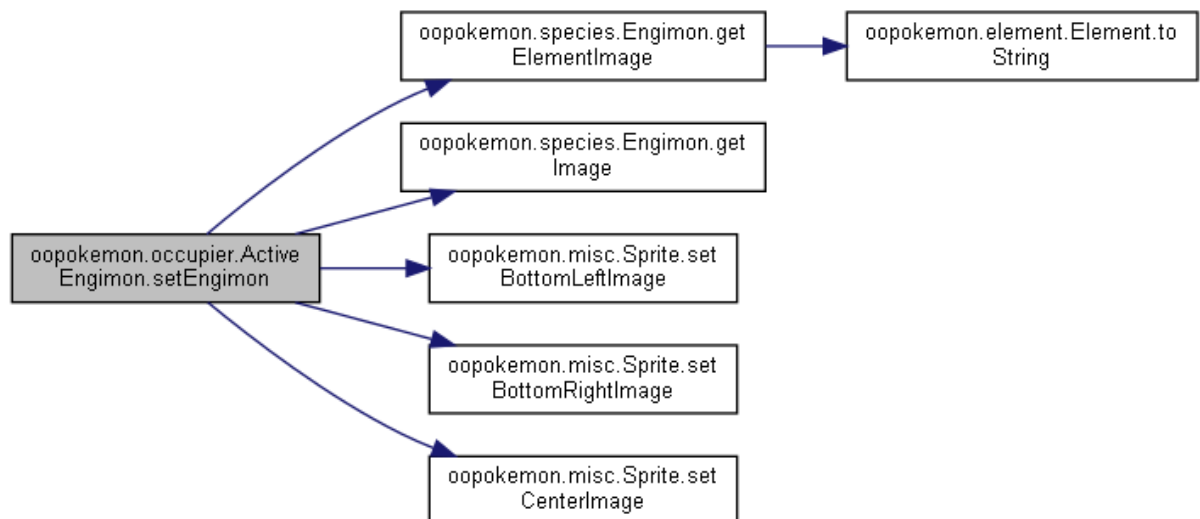 oopokemon.species.Engimon.get
ElementImage
oopokemon.element.Element.to
String
oopokemon.species.Engimon.get
Image
oopokemon.occupier.Active
Engimon.setEngimon
oopokemon.misc.Sprite.set
BottomLeftImage
oopokemon.misc.Sprite.set
BottomRightImage
oopokemon.misc.Sprite.set
CenterImage